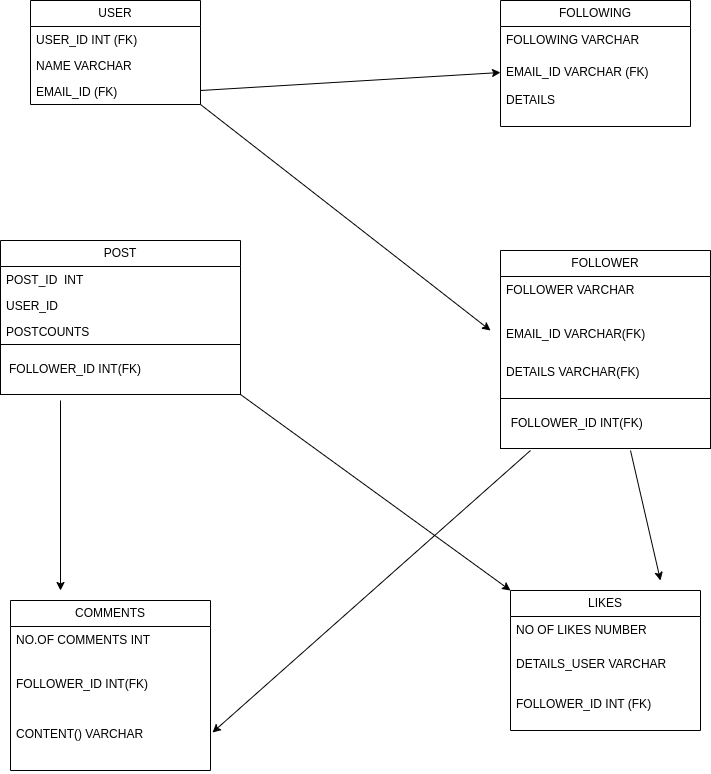 USER
USER_ID INT (FK)
NAME VARCHAR
EMAIL_ID (FK)
FOLLOWING
FOLLOWING VARCHAR
EMAIL_ID VARCHAR (FK)
DETAILS
POST
POST_ID  INT
USER_ID
POSTCOUNTS
FOLLOWER_ID INT(FK)
FOLLOWER
FOLLOWER VARCHAR
EMAIL_ID VARCHAR(FK)
DETAILS VARCHAR(FK)
FOLLOWER_ID INT(FK)
COMMENTS
NO.OF COMMENTS INT
FOLLOWER_ID INT(FK)
CONTENT() VARCHAR
LIKES
NO OF LIKES NUMBER
DETAILS_USER VARCHAR
FOLLOWER_ID INT (FK)